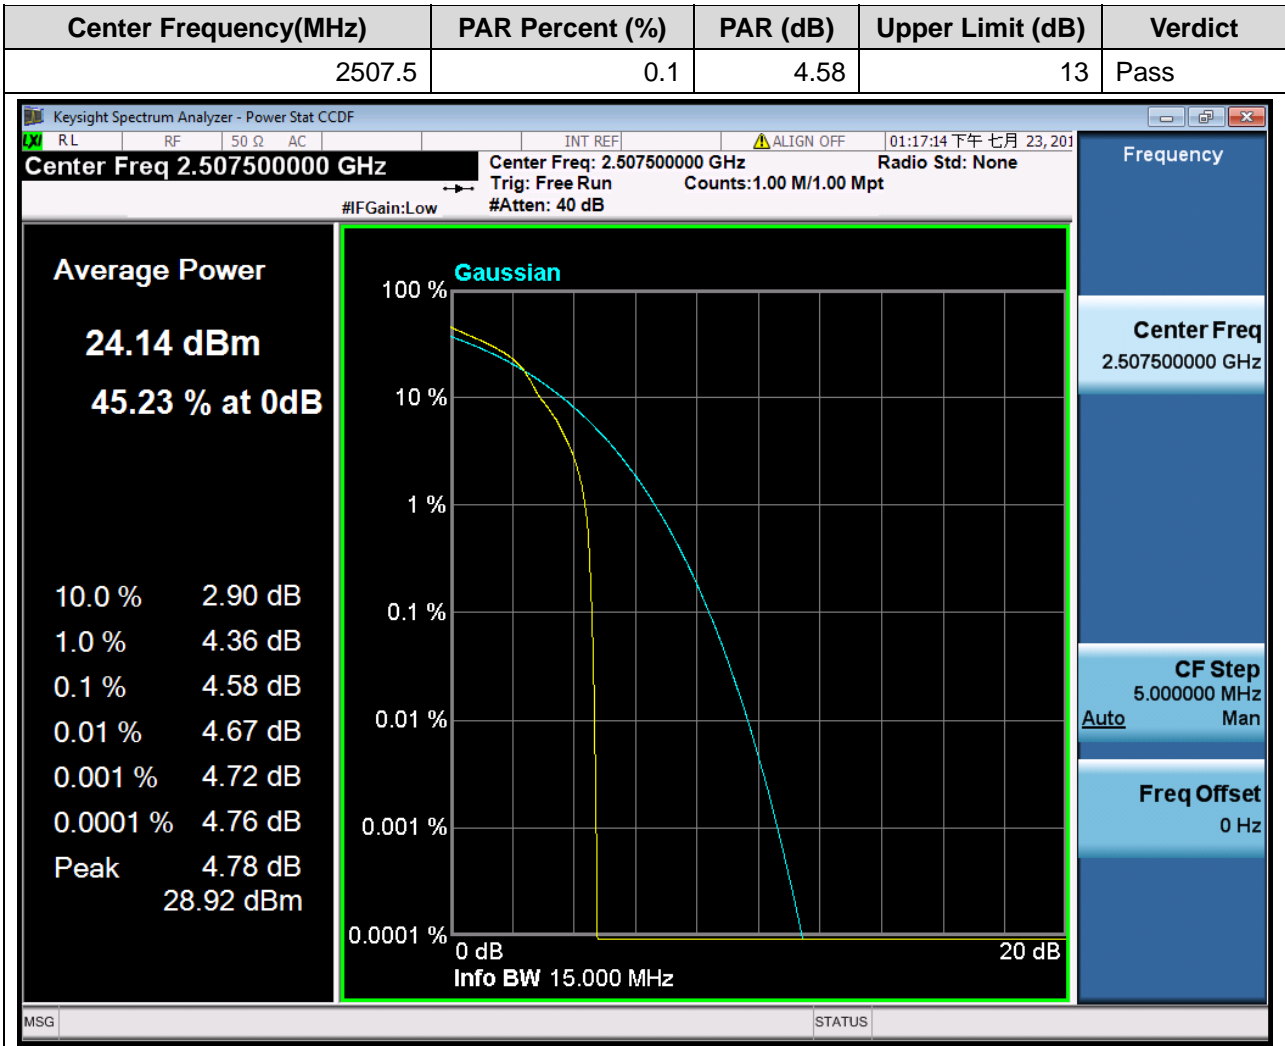 Center Frequency(MHz) PAR Percent (%) PAR (dB) Upper Limit (dB) Verdict
2507.5 0.1 4.58 13 Pass
Keysight Spectrum Analyzer - Power Stat CCDF
LXI RL RF 50 Ω AC INT REF ALIGN OFF 01:17:14 下午 七月 23, 201
Center Freq 2.507500000 GHz
Center Freq: 2.507500000 GHz Radio Std: None
Trig: Free Run Counts:1.00 M/1.00 Mpt
#IFGain:Low #Atten: 40 dB
Frequency
Average Power
24.14 dBm
45.23 % at 0dB
10.0 % 2.90 dB
1.0 % 4.36 dB
0.1 % 4.58 dB
0.01 % 4.67 dB
0.001 % 4.72 dB
0.0001 % 4.76 dB
Peak 4.78 dB
28.92 dBm
Gaussian
100 %
10 %
1 %
0.1 %
0.01 %
0.001 %
0.0001 %
0 dB 20 dB
Info BW 15.000 MHz
Center Freq
2.507500000 GHz
CF Step
5.000000 MHz
Auto Man
Freq Offset
0 Hz
MSG STATUS